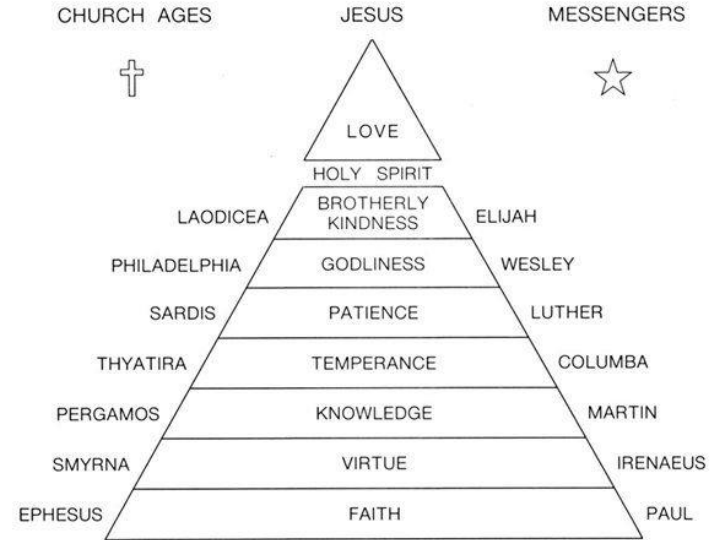 CHURCH AGES JESUS MESSENGERS
LOVE
HOLY SPIRIT
LAODICEA BROTHERLY KINDNESS ELIJAH
PHILADELPHIA GODLINESS WESLEY
SARDIS PATIENCE LUTHER
THYATIRA TEMPERANCE COLUMBA
PERGAMOS KNOWLEDGE MARTIN
SMYRNA VIRTUE IRENAEUS
EPHESUS FAITH PAUL